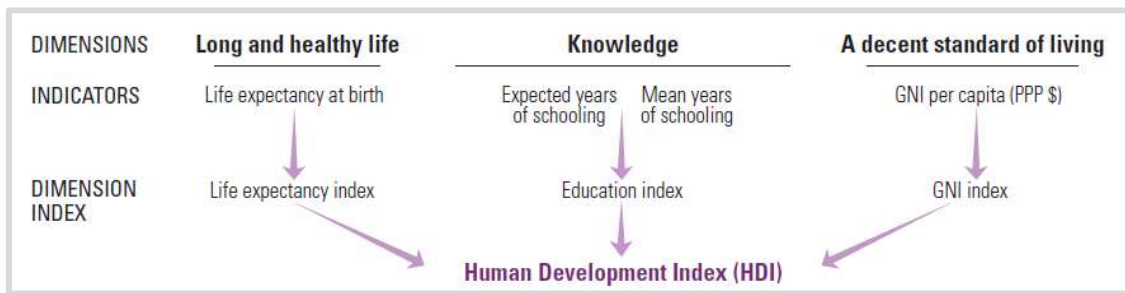 DIMENSIONS Long and healthy life Knowledge A decent standard of living
INDICATORS Life expectancy at birth Expected years Mean years GNI per capita (PPP $)
of schooling of schooling
DIMENSION Life expectancy index Education index GNI index
INDEX
Human Development Index (HDI)